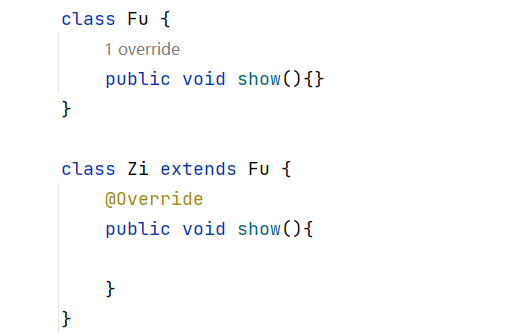 class Fu {
1 override
public void show(){}
}
class Zi extends Fu {
@Override
public void show(){
}
}